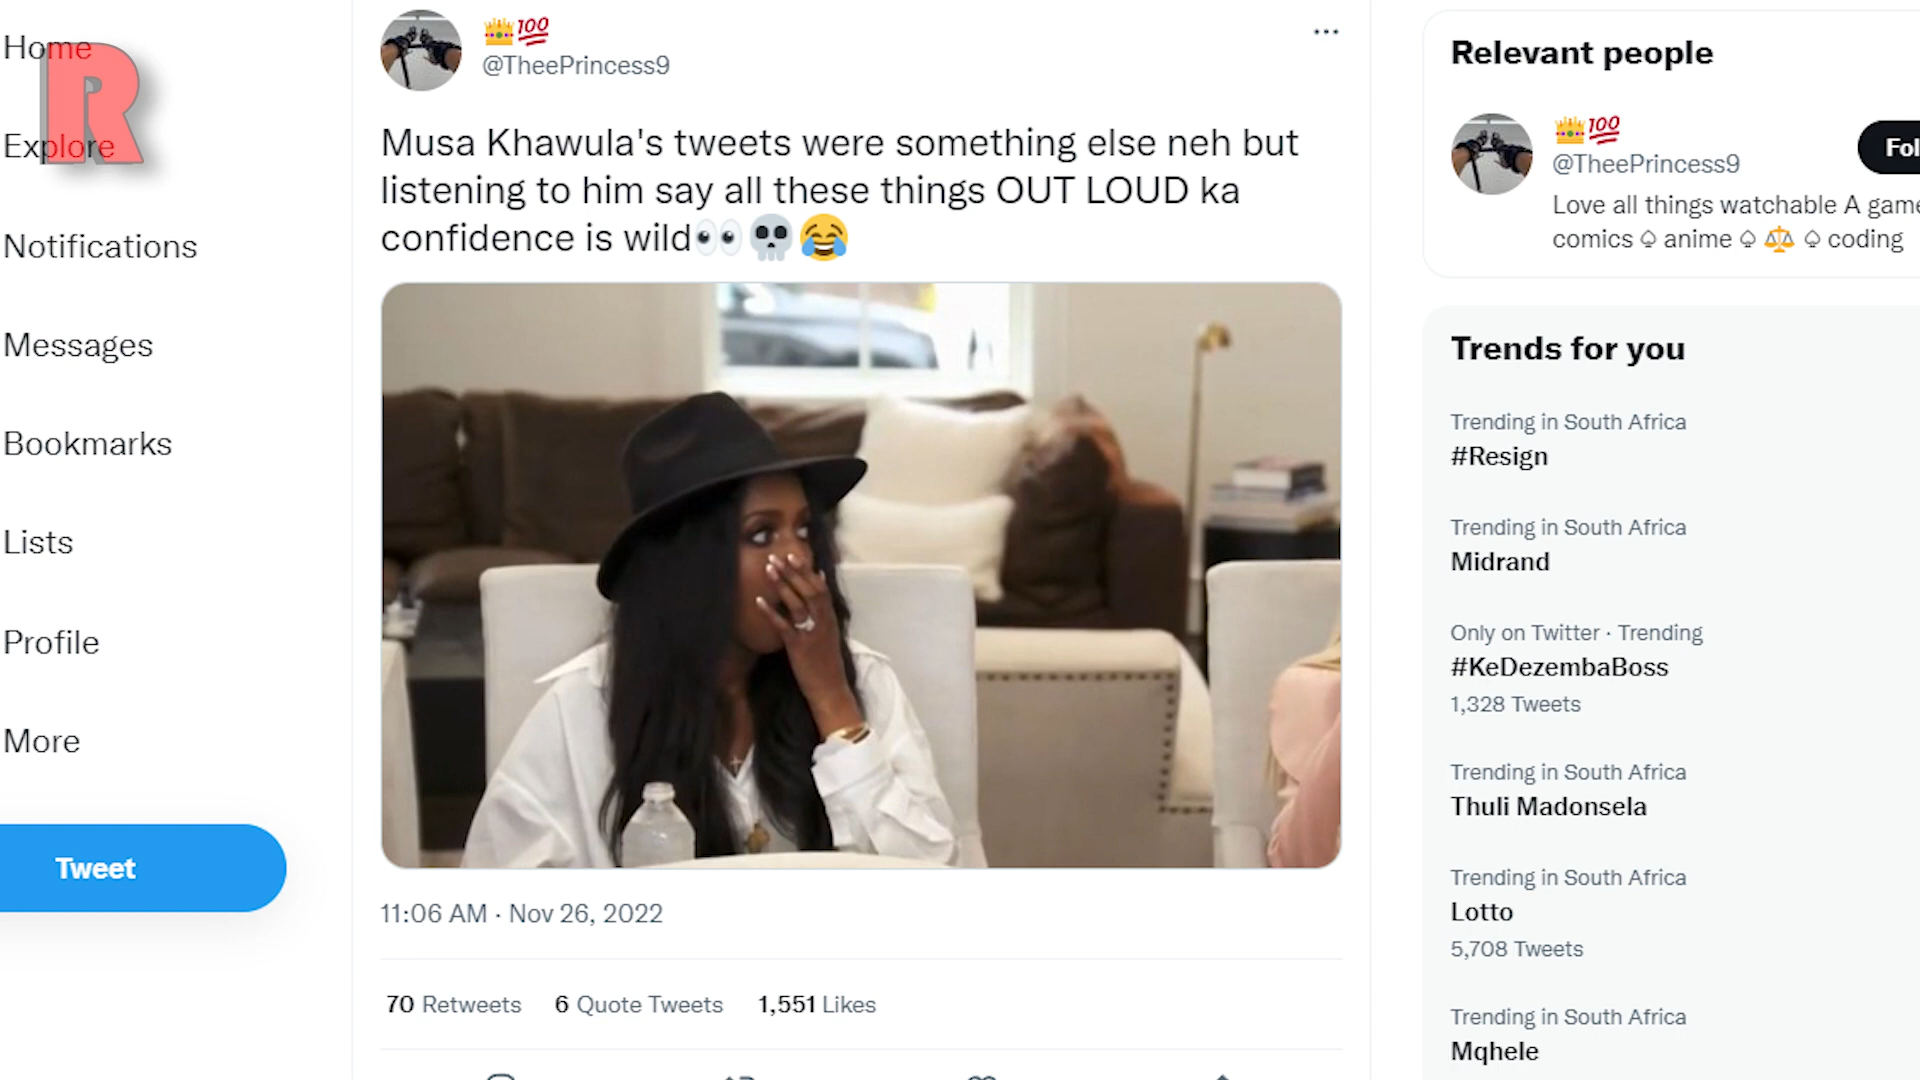 Home
R
Explore
Notifications
Messages
Bookmarks
Lists
Profile
More
Tweet
👑💯
@TheePrincess9
Musa Khawula's tweets were something else neh but
listening to him say all these things OUT LOUD ka
confidence is wild👀💀😂
11:06 AM · Nov 26, 2022
70 Retweets 6 Quote Tweets 1,551 Likes
Relevant people
👑💯
@TheePrincess9
Fol
Love all things watchable A game
comics ♤ anime ♤ ⚖️ ♤ coding
Trends for you
Trending in South Africa
#Resign
Trending in South Africa
Midrand
Only on Twitter · Trending
#KeDezembaBoss
1,328 Tweets
Trending in South Africa
Thuli Madonsela
Trending in South Africa
Lotto
5,708 Tweets
Trending in South Africa
Mqhele